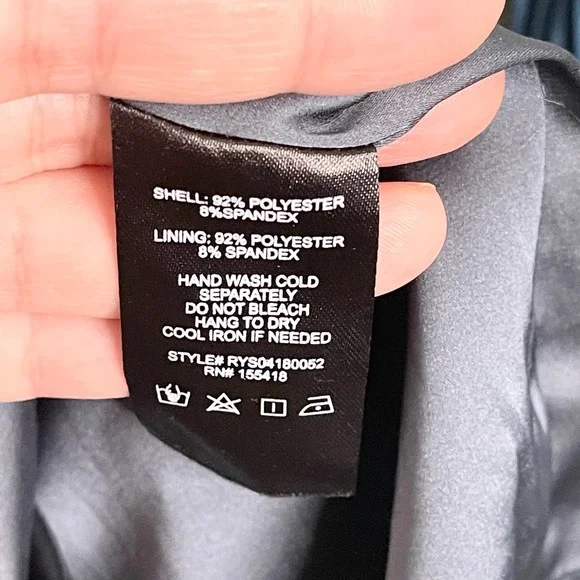 SHELL: 92% POLYESTER
8%SPANDEX
LINING: 92% POLYESTER
8% SPANDEX
HAND WASH COLD
SEPARATELY
DO NOT BLEACH
HANG TO DRY
COOL IRON IF NEEDED
STYLE# RYS04180052
RN# 155418